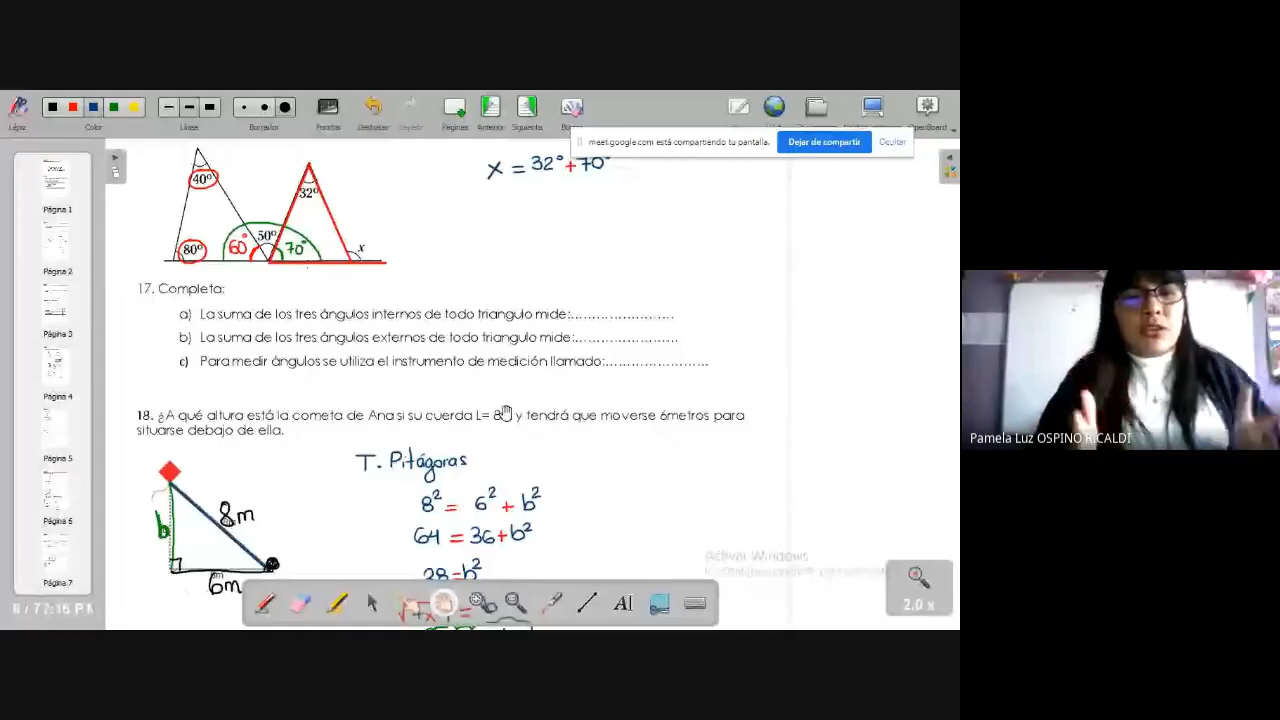 Lápiz Color Línea Borrador Fondos Deshacer Repetir Páginas Anterior Siguiente OpenBoard
meet.google.com está compartiendo tu pantalla. Dejar de compartir Ocultar
x = 32° + 70°
40°
32°
80° 60° 50° 70° x
17. Completa:
a) La suma de los tres ángulos internos de todo triangulo mide:........................
b) La suma de los tres ángulos externos de todo triangulo mide:........................
c) Para medir ángulos se utiliza el instrumento de medición llamado:........................
18. ¿A qué altura está la cometa de Ana si su cuerda L= 8 y tendrá que moverse 6metros para
situarse debajo de ella.
T. Pitágoras
8² = 6² + b²
64 = 36 + b²
28 = b²
b 8m
6m
Página 1
Página 2
Página 3
Página 4
Página 5
Página 6
Página 7
Activar Windows
2.0 x
Pamela Luz OSPINO RICALDI